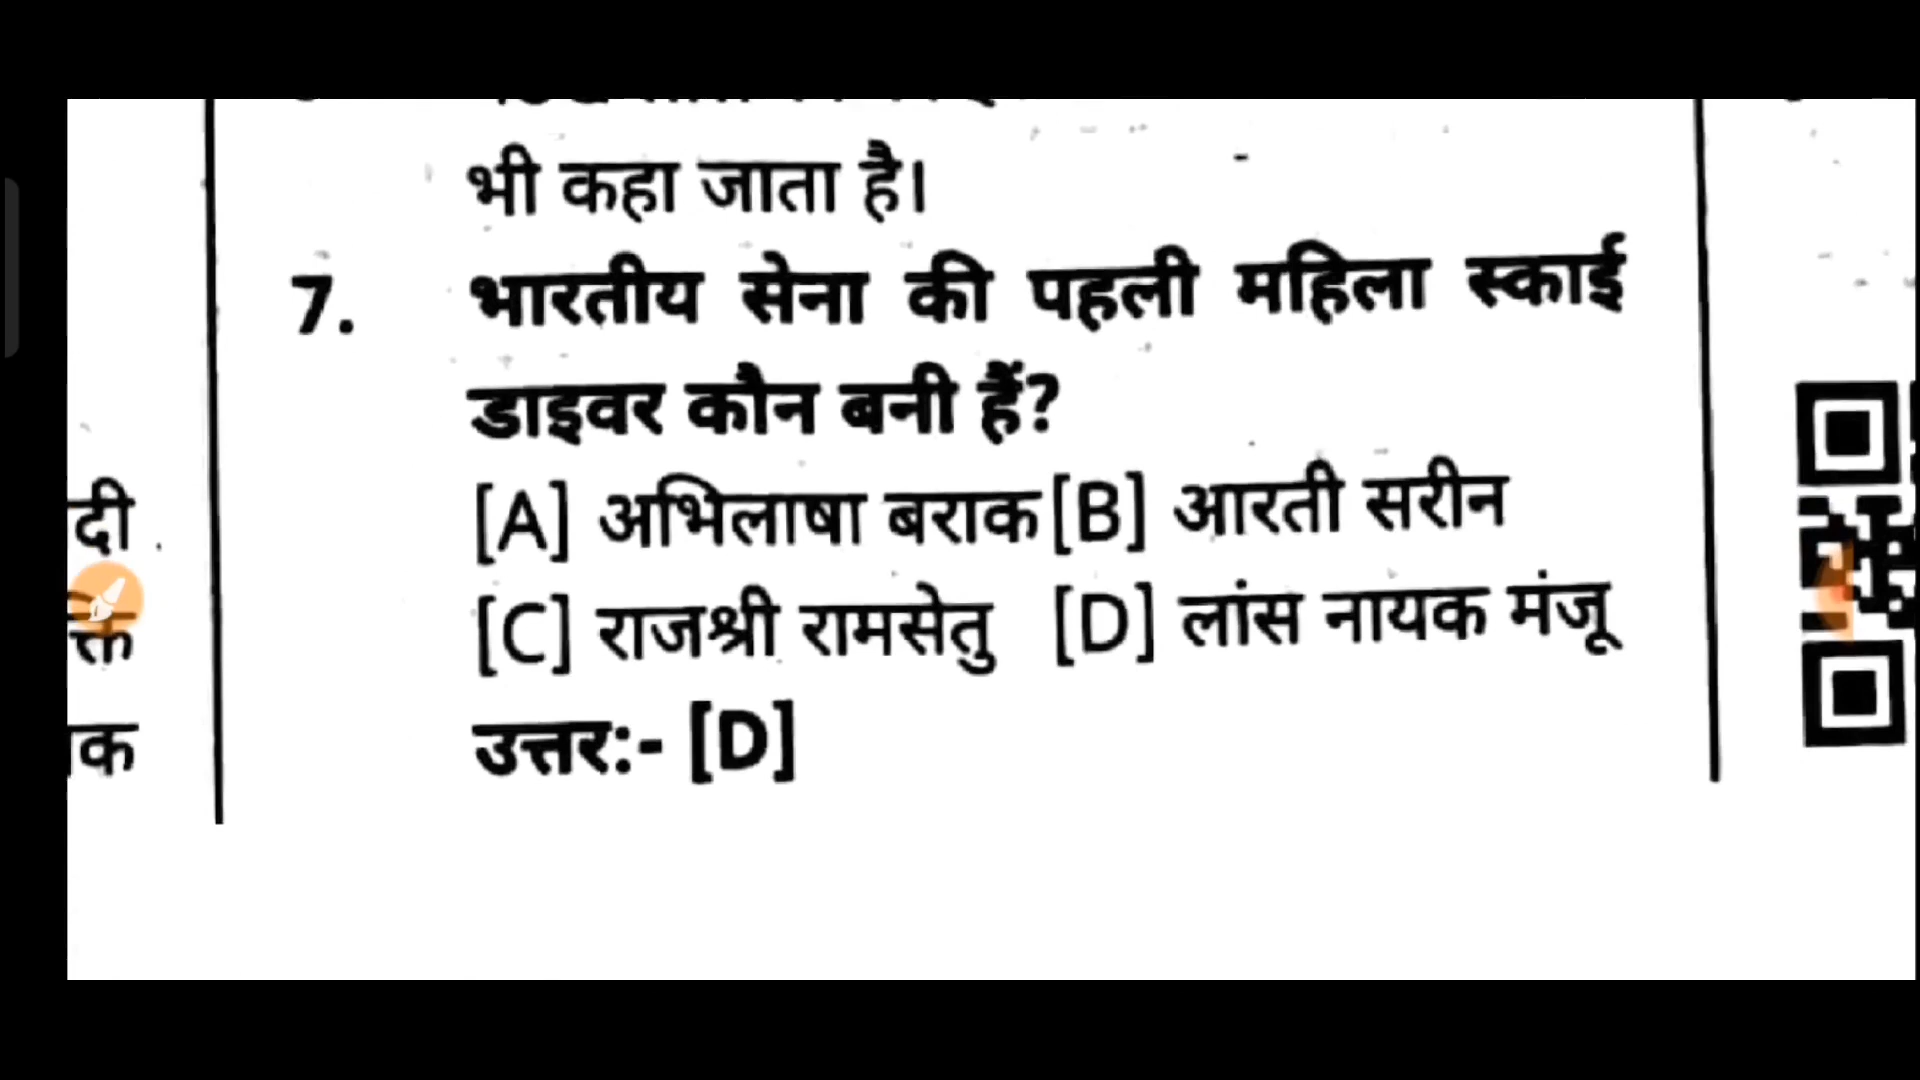 भी कहा जाता है।
7. भारतीय सेना की पहली महिला स्काई
डाइवर कौन बनी हैं?
[A] अभिलाषा बराक [B] आरती सरीन
[C] राजश्री रामसेतु [D] लांस नायक मंजू
उत्तर:- [D]
दी
क्त
क